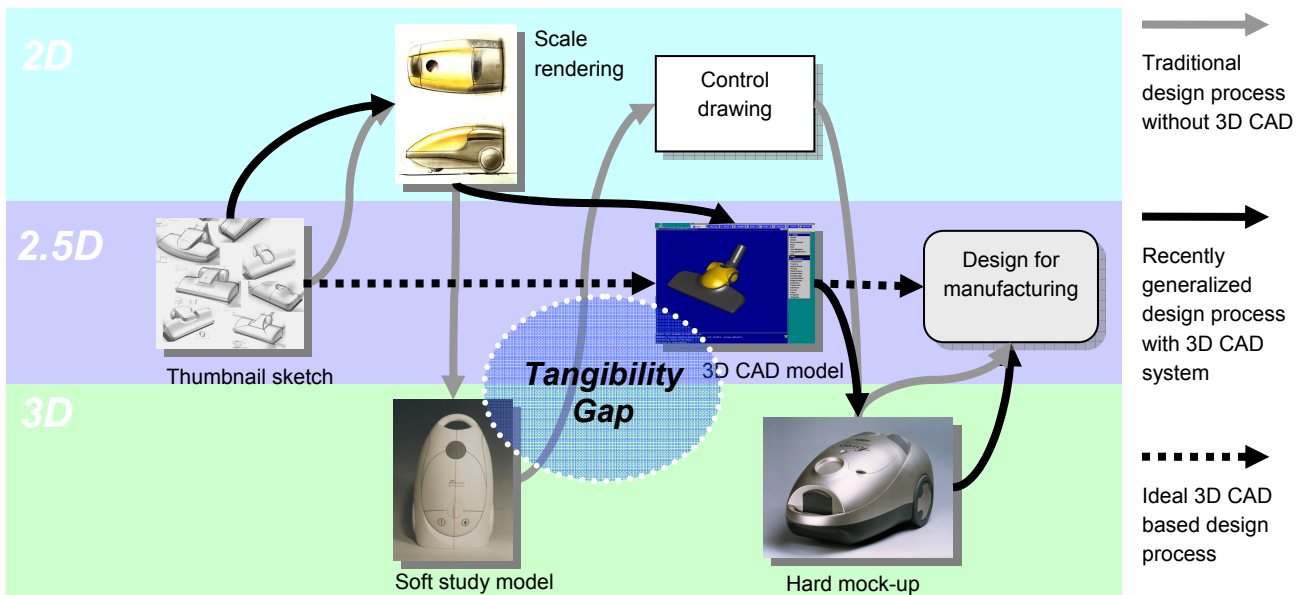 2D
Scale
rendering
Control
drawing
Traditional
design process
without 3D CAD
2.5D
Thumbnail sketch
3D CAD model
Design for
manufacturing
Recently
generalized
design process
with 3D CAD
system
Tangibility
Gap
3D
Soft study model
Hard mock-up
Ideal 3D CAD
based design
process